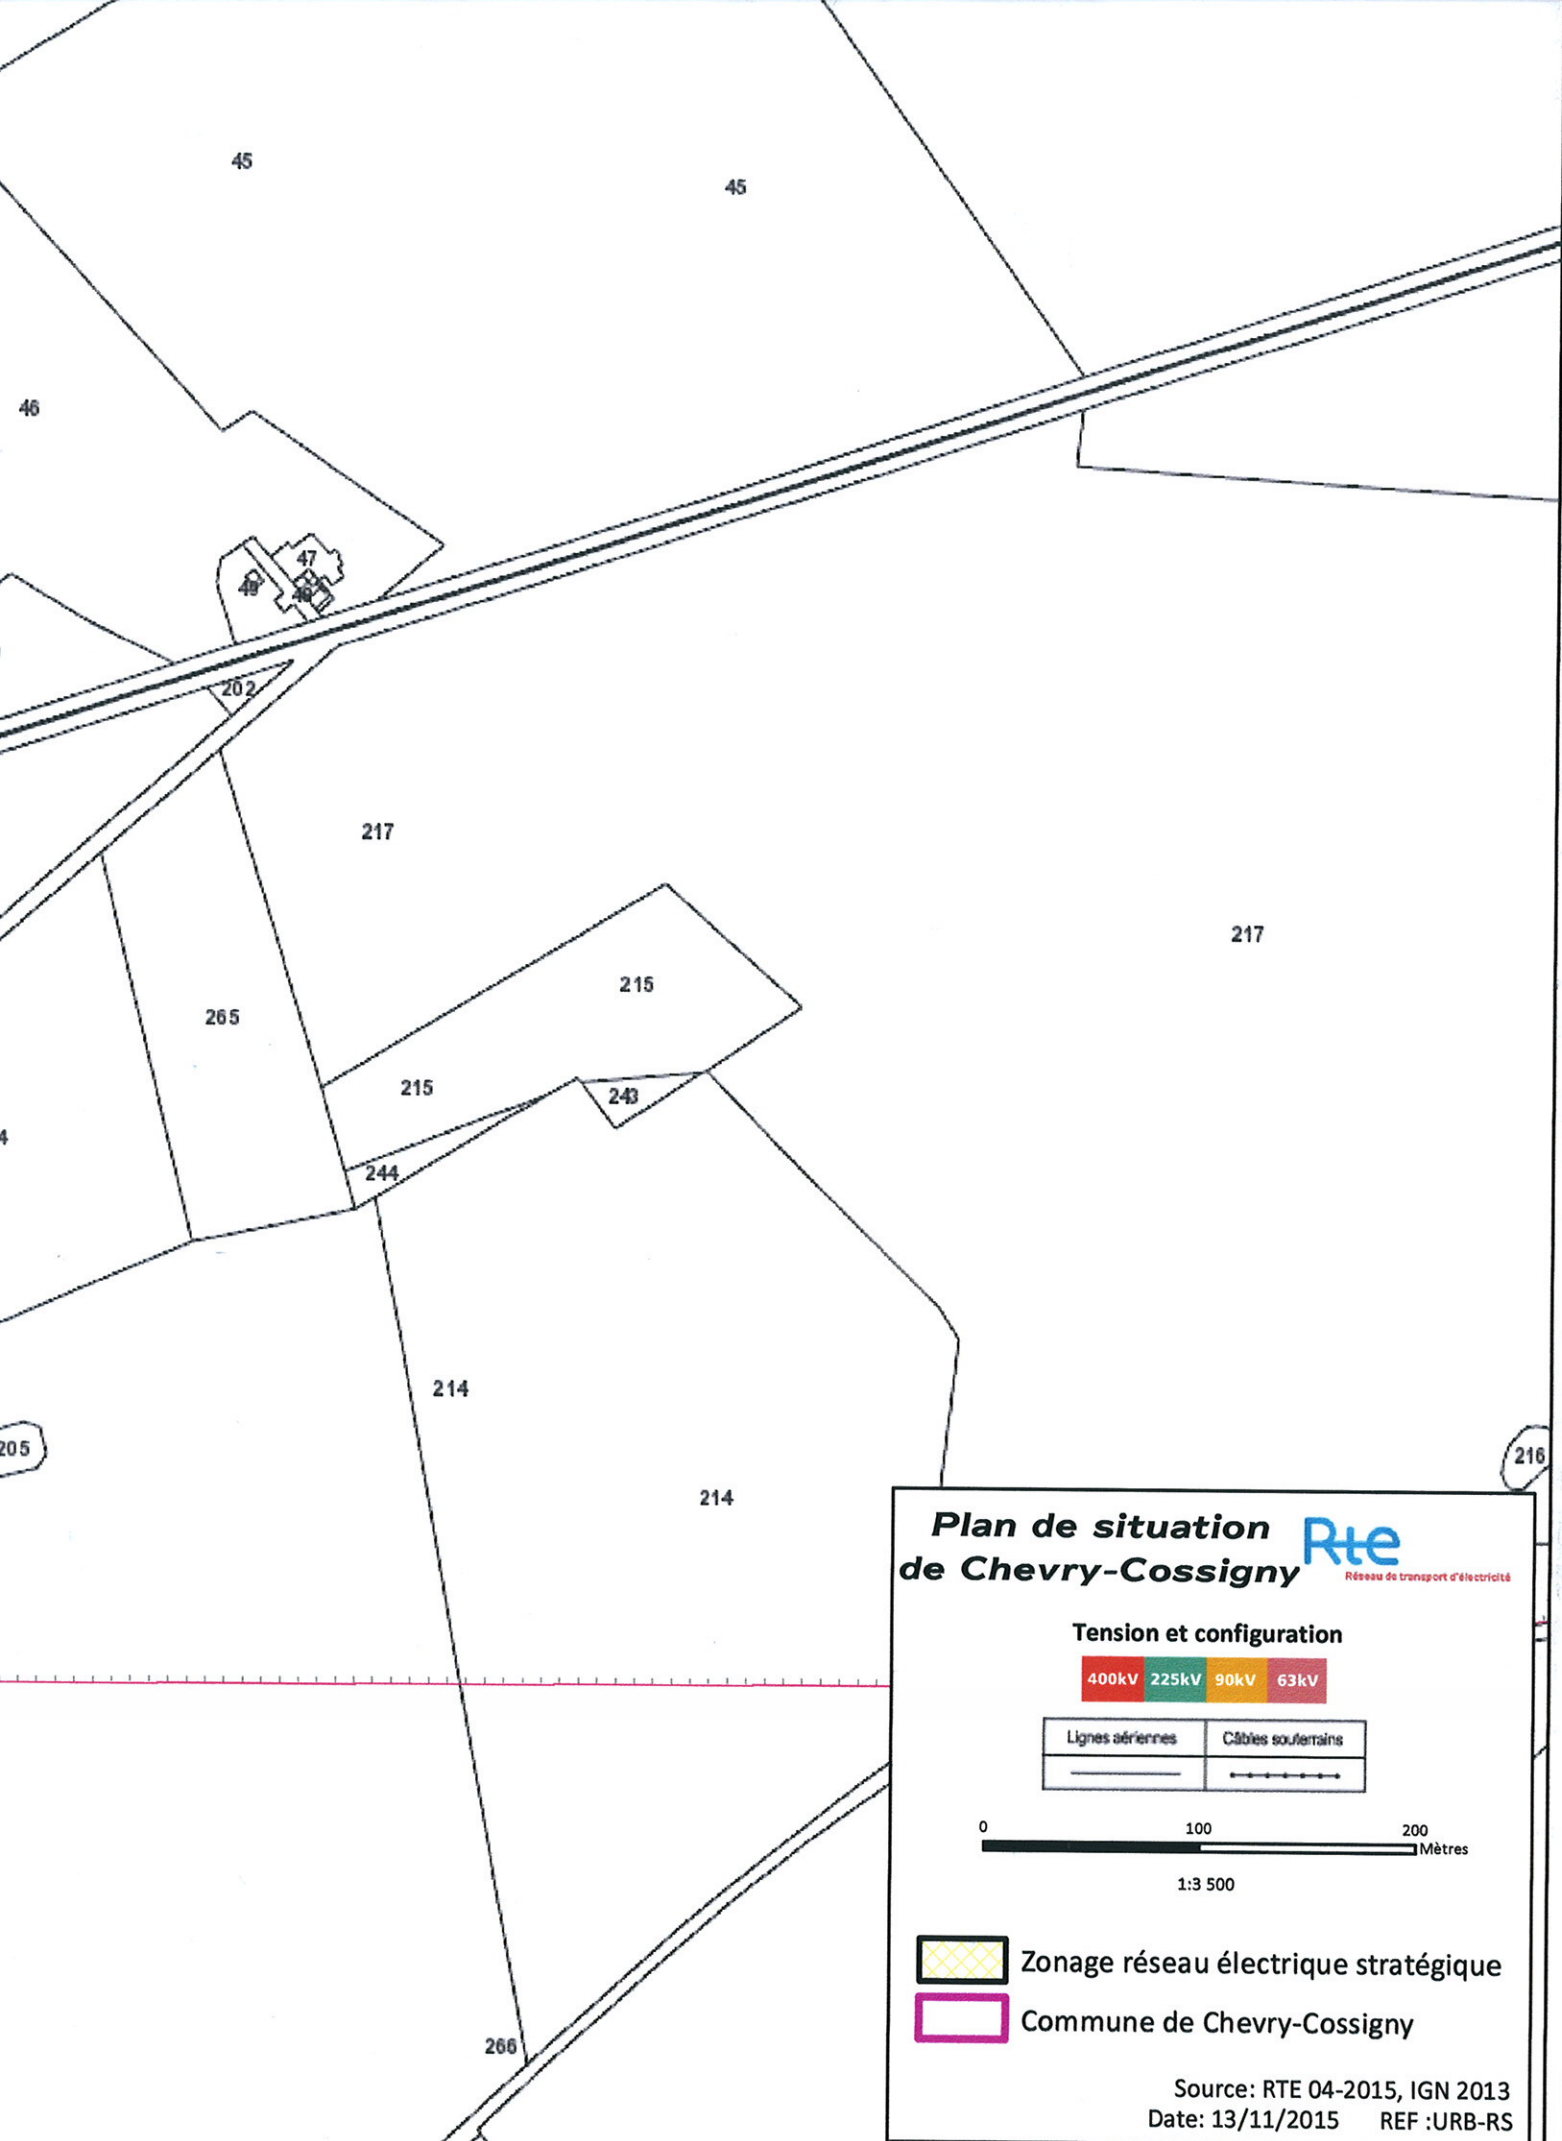 45
45
46
47
49
48
202
217
217
215
265
215
243
4
244
214
205
216
214
Plan de situation
de Chevry-Cossigny
Rte
Réseau de transport d'électricité
Tension et configuration
400kV 225kV 90kV 63kV
Lignes aériennes Câbles souterrains
0 100 200
Mètres
1:3 500
Zonage réseau électrique stratégique
Commune de Chevry-Cossigny
266
Source: RTE 04-2015, IGN 2013
Date: 13/11/2015 REF :URB-RS